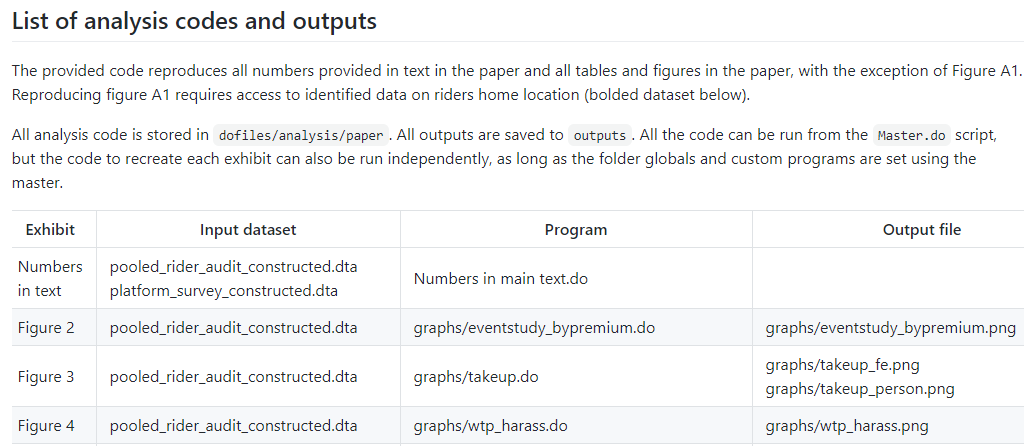 List of analysis codes and outputs
The provided code reproduces all numbers provided in text in the paper and all tables and figures in the paper, with the exception of Figure A1.
Reproducing figure A1 requires access to identified data on riders home location (bolded dataset below).
All analysis code is stored in dofiles/analysis/paper . All outputs are saved to outputs . All the code can be run from the Master.do script,
but the code to recreate each exhibit can also be run independently, as long as the folder globals and custom programs are set using the
master.
Exhibit Input dataset Program Output file
Numbers in text pooled_rider_audit_constructed.dta platform_survey_constructed.dta Numbers in main text.do
Figure 2 pooled_rider_audit_constructed.dta graphs/eventstudy_bypremium.do graphs/eventstudy_bypremium.png
Figure 3 pooled_rider_audit_constructed.dta graphs/takeup.do graphs/takeup_fe.png graphs/takeup_person.png
Figure 4 pooled_rider_audit_constructed.dta graphs/wtp_harass.do graphs/wtp_harass.png